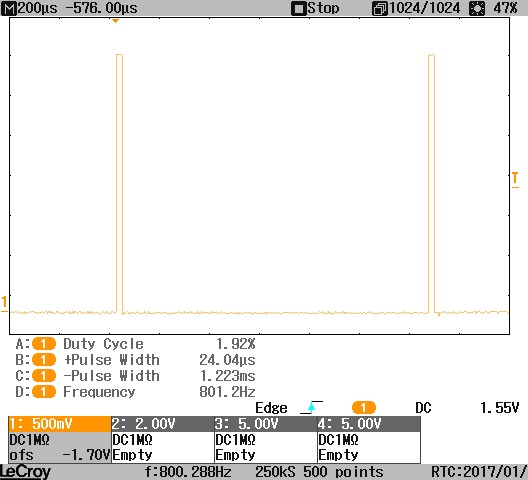 M 200µs -576.00µs Stop 1024/1024 47%
T
1
A: 1 Duty Cycle 1.92%
B: 1 +Pulse Width 24.04µs
C: 1 -Pulse Width 1.223ms
D: 1 Frequency 801.2Hz
Edge 1 DC 1.55V
1: 500mV 2: 2.00V 3: 5.00V 4: 5.00V
DC1MΩ DC1MΩ DC1MΩ DC1MΩ
ofs -1.70V Empty Empty Empty
LeCroy f:800.288Hz 250kS 500 points RTC:2017/01/